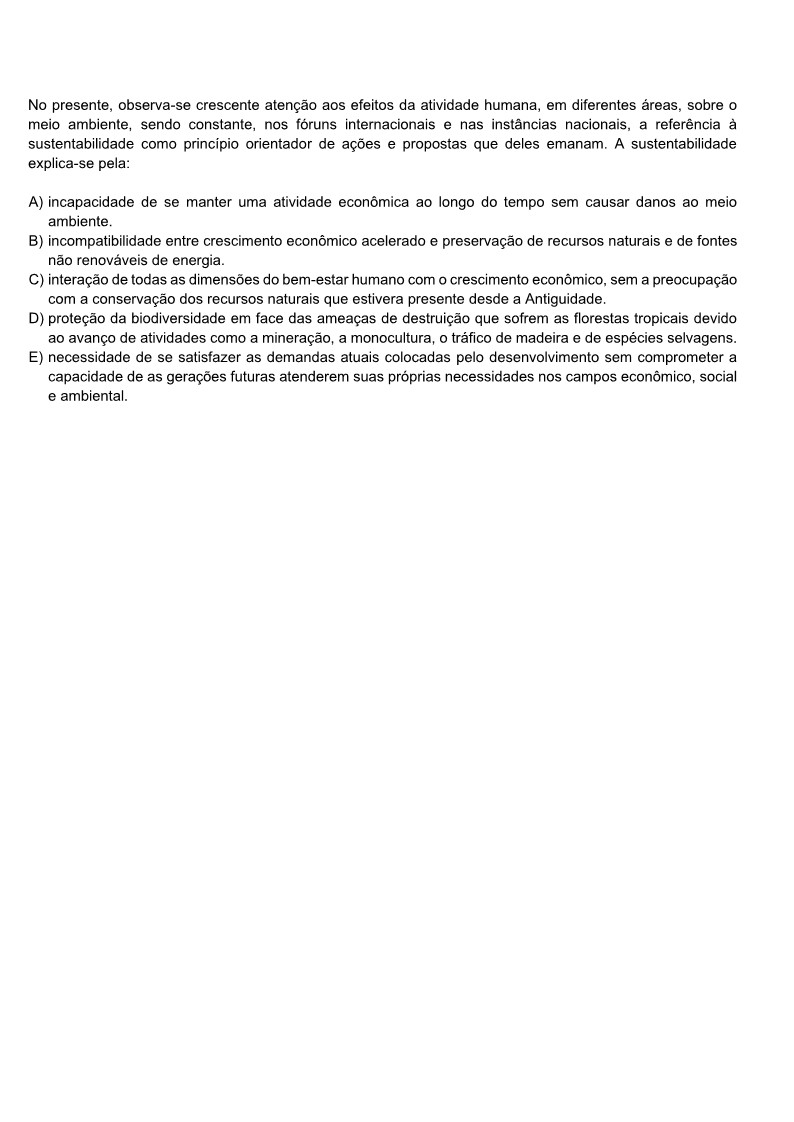 No presente, observa-se crescente atenção aos efeitos da atividade humana, em diferentes áreas, sobre o
meio ambiente, sendo constante, nos fóruns internacionais e nas instâncias nacionais, a referência à
sustentabilidade como princípio orientador de ações e propostas que deles emanam. A sustentabilidade
explica-se pela:
A) incapacidade de se manter uma atividade econômica ao longo do tempo sem causar danos ao meio
ambiente.
B) incompatibilidade entre crescimento econômico acelerado e preservação de recursos naturais e de fontes
não renováveis de energia.
C) interação de todas as dimensões do bem-estar humano com o crescimento econômico, sem a preocupação
com a conservação dos recursos naturais que estivera presente desde a Antiguidade.
D) proteção da biodiversidade em face das ameaças de destruição que sofrem as florestas tropicais devido
ao avanço de atividades como a mineração, a monocultura, o tráfico de madeira e de espécies selvagens.
E) necessidade de se satisfazer as demandas atuais colocadas pelo desenvolvimento sem comprometer a
capacidade de as gerações futuras atenderem suas próprias necessidades nos campos econômico, social
e ambiental.